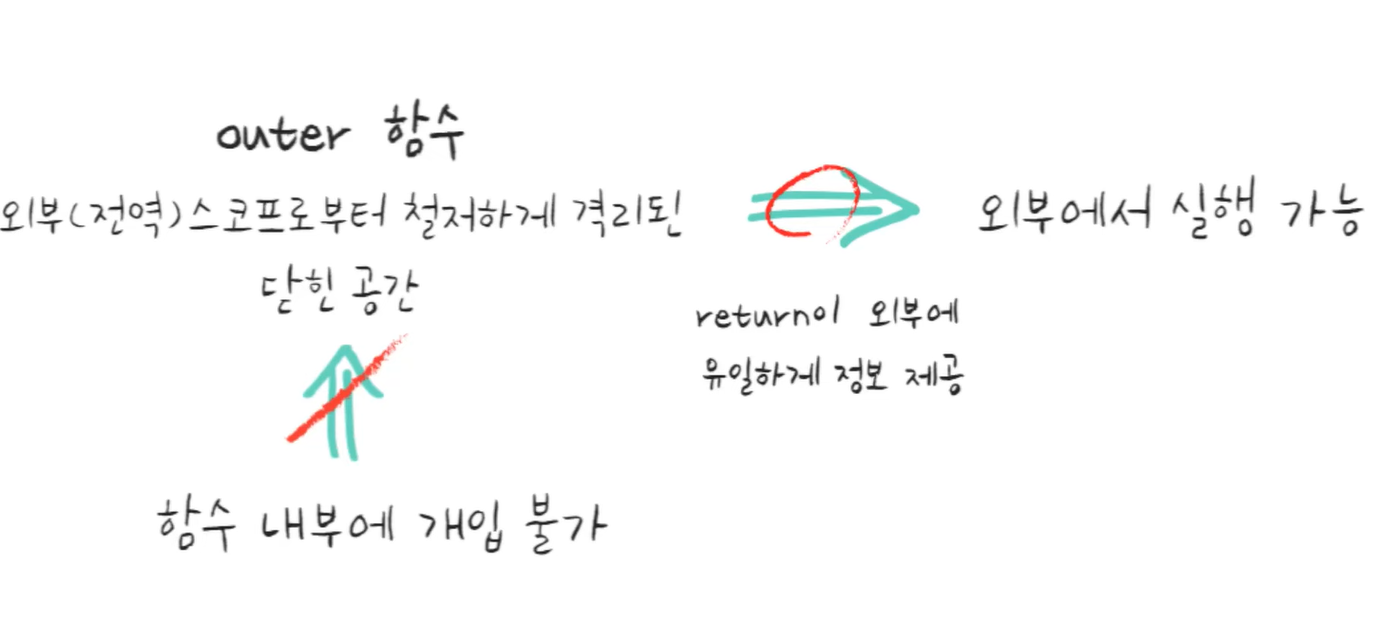 outer 함수
외부(전역)스코프로부터 철저하게 격리된
닫힌 공간
외부에서 실행 가능
return이 외부에
유일하게 정보 제공
함수 내부에 개입 불가